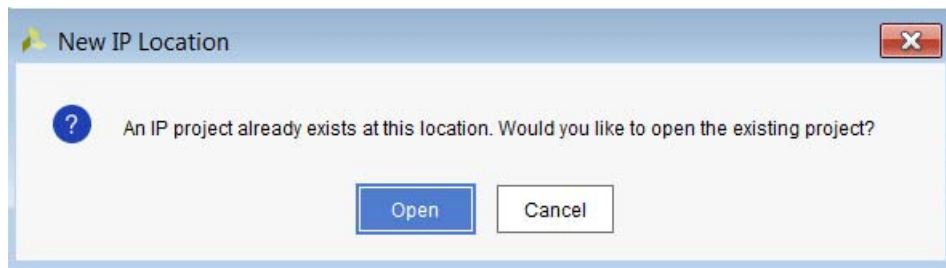 New IP Location
An IP project already exists at this location. Would you like to open the existing project?
Open
Cancel